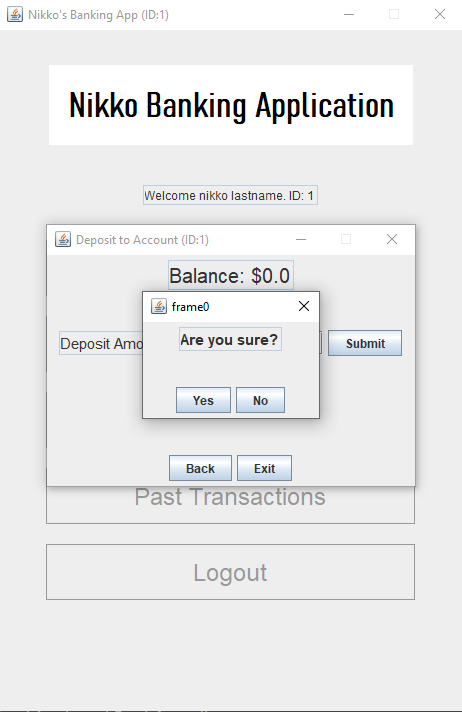 Nikko's Banking App (ID:1)
Nikko Banking Application
Welcome nikko lastname. ID: 1
Deposit to Account (ID:1)
Balance: $0.0
frame0
Are you sure?
Deposit Amo
Submit
Yes
No
Back
Exit
Past Transactions
Logout